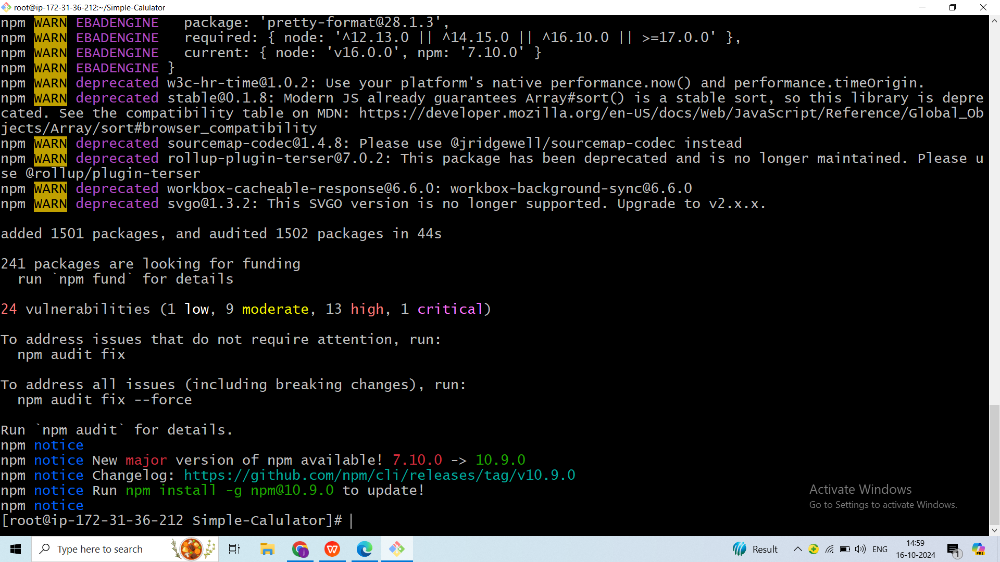 root@ip-172-31-36-212:~/Simple-Calulator
npm WARN EBADENGINE   package: 'pretty-format@28.1.3',
npm WARN EBADENGINE   required: { node: '^12.13.0 || ^14.15.0 || ^16.10.0 || >=17.0.0' },
npm WARN EBADENGINE   current: { node: 'v16.0.0', npm: '7.10.0' }
npm WARN EBADENGINE }
npm WARN deprecated w3c-hr-time@1.0.2: Use your platform's native performance.now() and performance.timeOrigin.
npm WARN deprecated stable@0.1.8: Modern JS already guarantees Array#sort() is a stable sort, so this library is depre
cated. See the compatibility table on MDN: https://developer.mozilla.org/en-US/docs/Web/JavaScript/Reference/Global_Ob
jects/Array/sort#browser_compatibility
npm WARN deprecated sourcemap-codec@1.4.8: Please use @jridgewell/sourcemap-codec instead
npm WARN deprecated rollup-plugin-terser@7.0.2: This package has been deprecated and is no longer maintained. Please u
se @rollup/plugin-terser
npm WARN deprecated workbox-cacheable-response@6.6.0: workbox-background-sync@6.6.0
npm WARN deprecated svgo@1.3.2: This SVGO version is no longer supported. Upgrade to v2.x.x.
added 1501 packages, and audited 1502 packages in 44s
241 packages are looking for funding
  run `npm fund` for details
24 vulnerabilities (1 low, 9 moderate, 13 high, 1 critical)
To address issues that do not require attention, run:
  npm audit fix
To address all issues (including breaking changes), run:
  npm audit fix --force
Run `npm audit` for details.
npm notice
npm notice New major version of npm available! 7.10.0 -> 10.9.0
npm notice Changelog: https://github.com/npm/cli/releases/tag/v10.9.0
npm notice Run npm install -g npm@10.9.0 to update!
npm notice
[root@ip-172-31-36-212 Simple-Calulator]#
Activate Windows
Go to Settings to activate Windows.
Type here to search
Result
ENG
14:59
16-10-2024
1
PRE